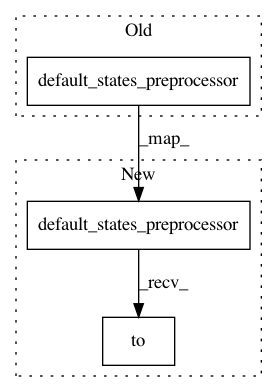 Old
default_states_preprocessor
_map_
New
default_states_preprocessor
_recv_
to